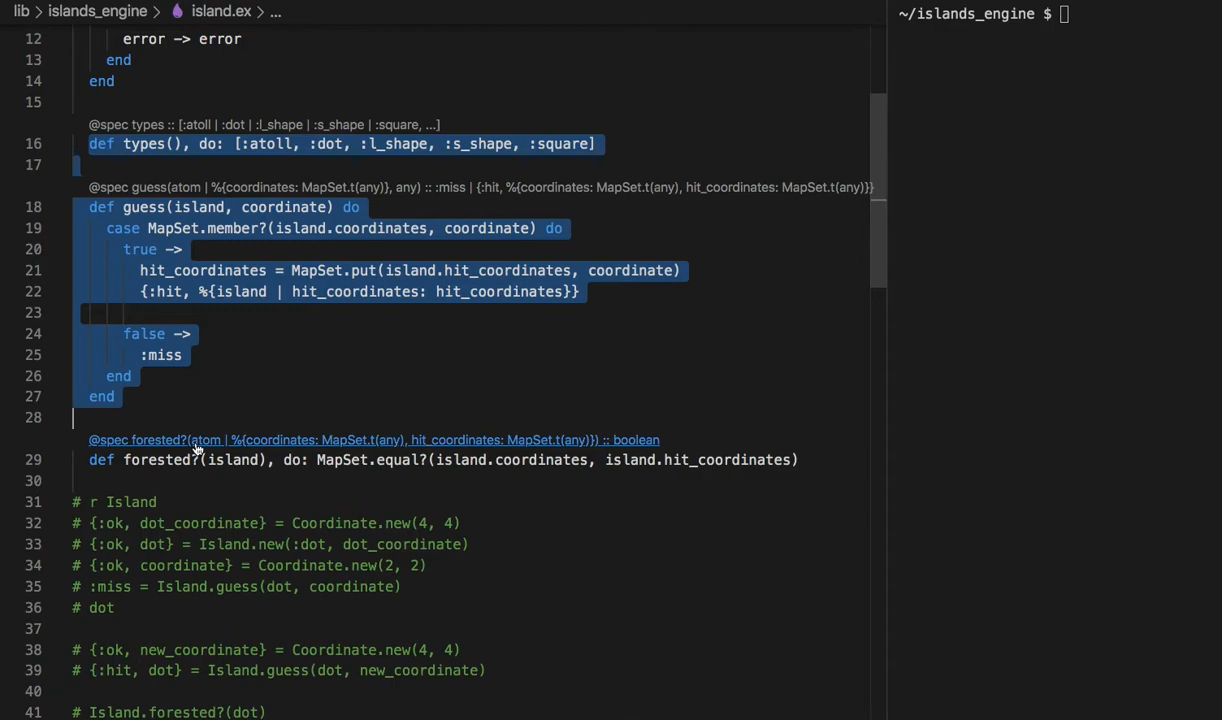 lib > islands_engine > island.ex > ...
~/islands_engine $
12 error -> error
13 end
14 end
15
@spec types :: [:atoll | :dot | :l_shape | :s_shape | :square, ...]
16 def types(), do: [:atoll, :dot, :l_shape, :s_shape, :square]
17
@spec guess(atom | %{coordinates: MapSet.t(any)}, any) :: :miss | {:hit, %{coordinates: MapSet.t(any), hit_coordinates: MapSet.t(any)}}
18 def guess(island, coordinate) do
19 case MapSet.member?(island.coordinates, coordinate) do
20 true ->
21 hit_coordinates = MapSet.put(island.hit_coordinates, coordinate)
22 {:hit, %{island | hit_coordinates: hit_coordinates}}
23
24 false ->
25 :miss
26 end
27 end
28
@spec forested?(atom | %{coordinates: MapSet.t(any), hit_coordinates: MapSet.t(any)}) :: boolean
29 def forested?(island), do: MapSet.equal?(island.coordinates, island.hit_coordinates)
30
31 # r Island
32 # {:ok, dot_coordinate} = Coordinate.new(4, 4)
33 # {:ok, dot} = Island.new(:dot, dot_coordinate)
34 # {:ok, coordinate} = Coordinate.new(2, 2)
35 # :miss = Island.guess(dot, coordinate)
36 # dot
37
38 # {:ok, new_coordinate} = Coordinate.new(4, 4)
39 # {:hit, dot} = Island.guess(dot, new_coordinate)
40
41 # Island.forested?(dot)